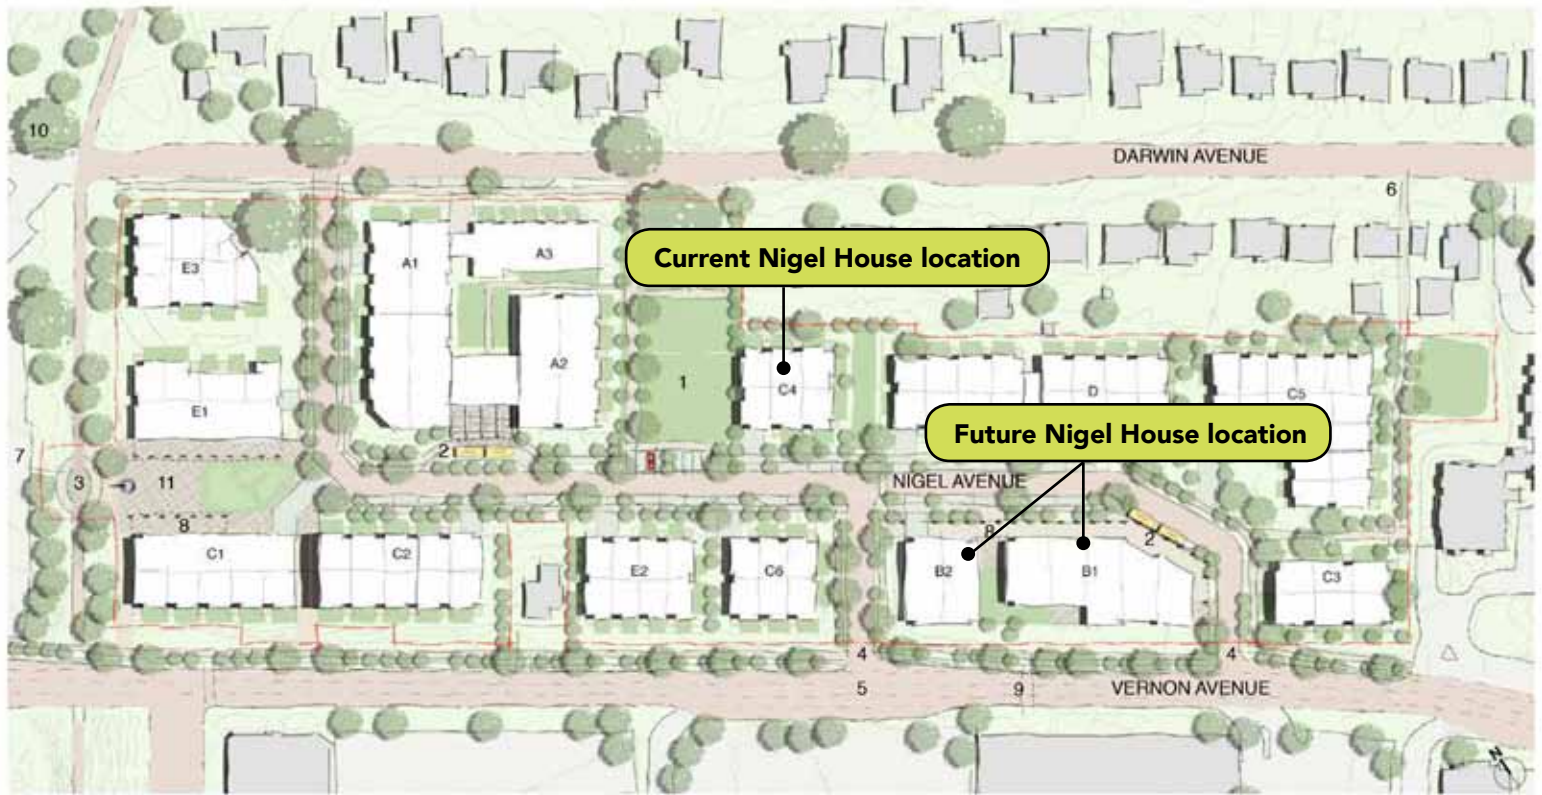 10
DARWIN AVENUE
6
E3
A1
A3
Current Nigel House location
A2
1
C4
D
C5
E1
Future Nigel House location
2
7
3
11
NIGEL AVENUE
8
8
2
C1
C2
E2
C6
B2
B1
C3
4
4
5
9
VERNON AVENUE
N